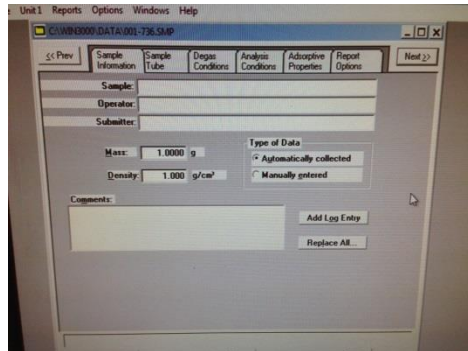 Unit1 Reports Options Windows Help
C:\WIN3000\DATA\001-736.SMP
<< Prev
Sample Information
Sample Tube
Degas Conditions
Analysis Conditions
Adsorptive Properties
Report Options
Next >>
Sample:
Operator:
Submitter:
Mass: 1.0000 g
Density: 1.000 g/cm³
Type of Data
Automatically collected
Manually entered
Comments:
Add Log Entry
Replace All...